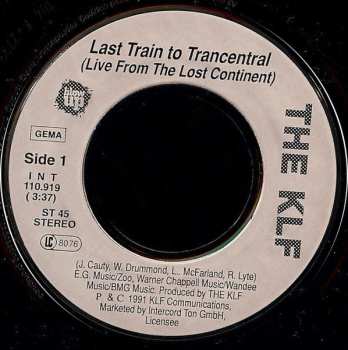 Last Train to Trancentral
(Live From The Lost Continent)
blow
up
GEMA
Side 1
I N T
110.919
(3:37)
ST 45
STEREO
LC 8076
THE KLF
(J. Cauty, W. Drummond, L. McFarland, R. Lyte)
E.G. Music/Zoo, Warner Chappell Music/Wandee
Music/BMG Music. Produced by THE KLF
P & C 1991 KLF Communications,
Marketed by Intercord Ton GmbH,
Licensee